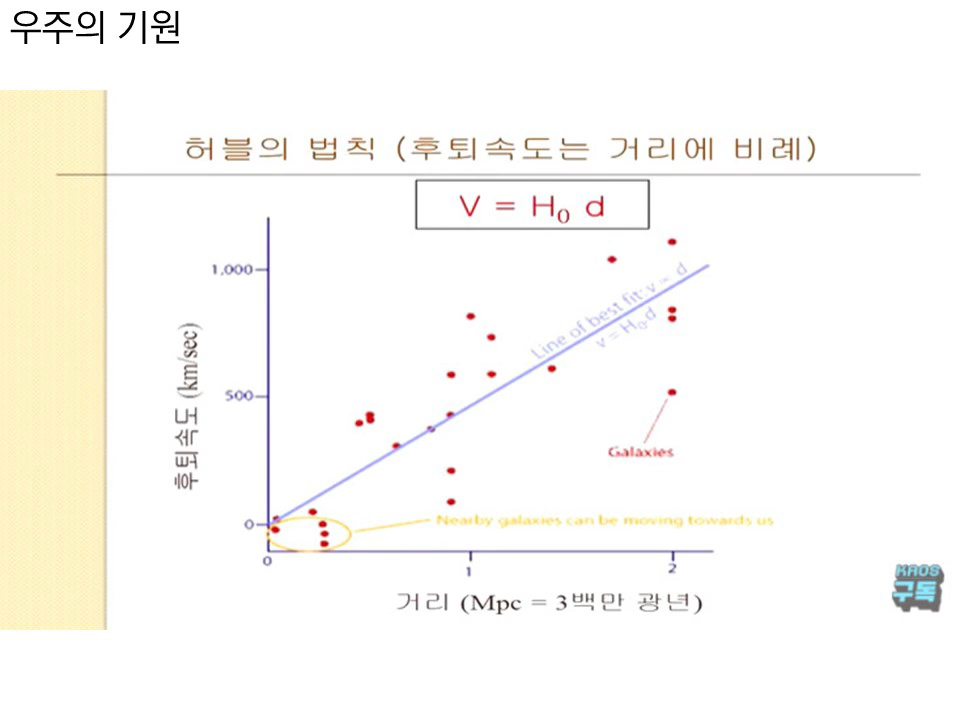 우주의 기원
허블의 법칙 (후퇴속도는 거리에 비례)
V = H₀ d
1,000
500
0
후퇴속도 (km/sec)
Line of best fit: v ∝ d
v = H₀d
Galaxies
Nearby galaxies can be moving towards us
0
1
2
거리 (Mpc = 3백만 광년)
KAOS
구독